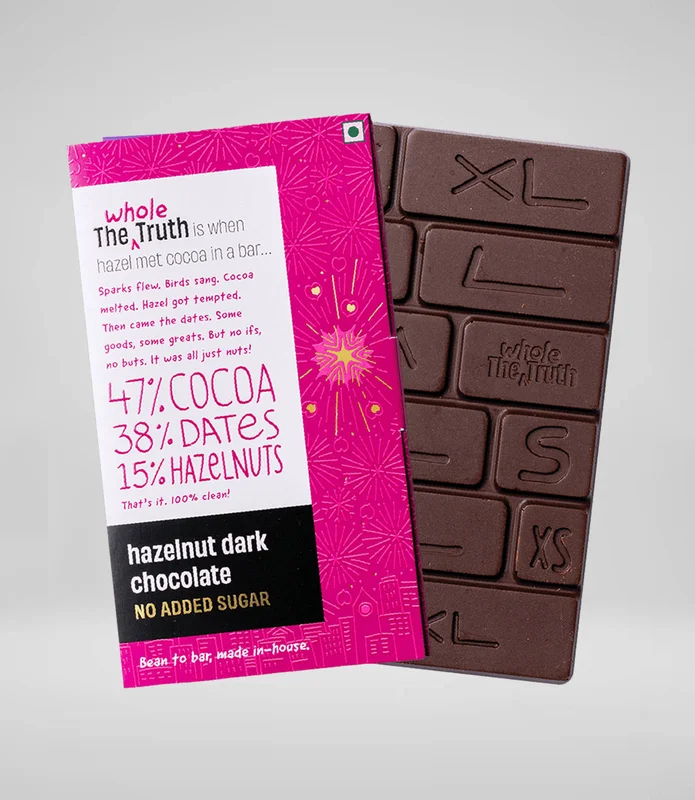 whole
The ^ Truth is when
hazel met cocoa in a bar...
Sparks flew. Birds sang. Cocoa
melted. Hazel got tempted.
Then came the dates. Some
goods, some greats. But no ifs,
no buts. It was all just nuts!
47% COCOA
38% DATes
15% HAZeLNUTS
That's it. 100% clean!
hazelnut dark
chocolate
NO ADDED SUGAR
Bean to bar, made in-house.
XL
L
whole
The ^ Truth
S
XS
XL